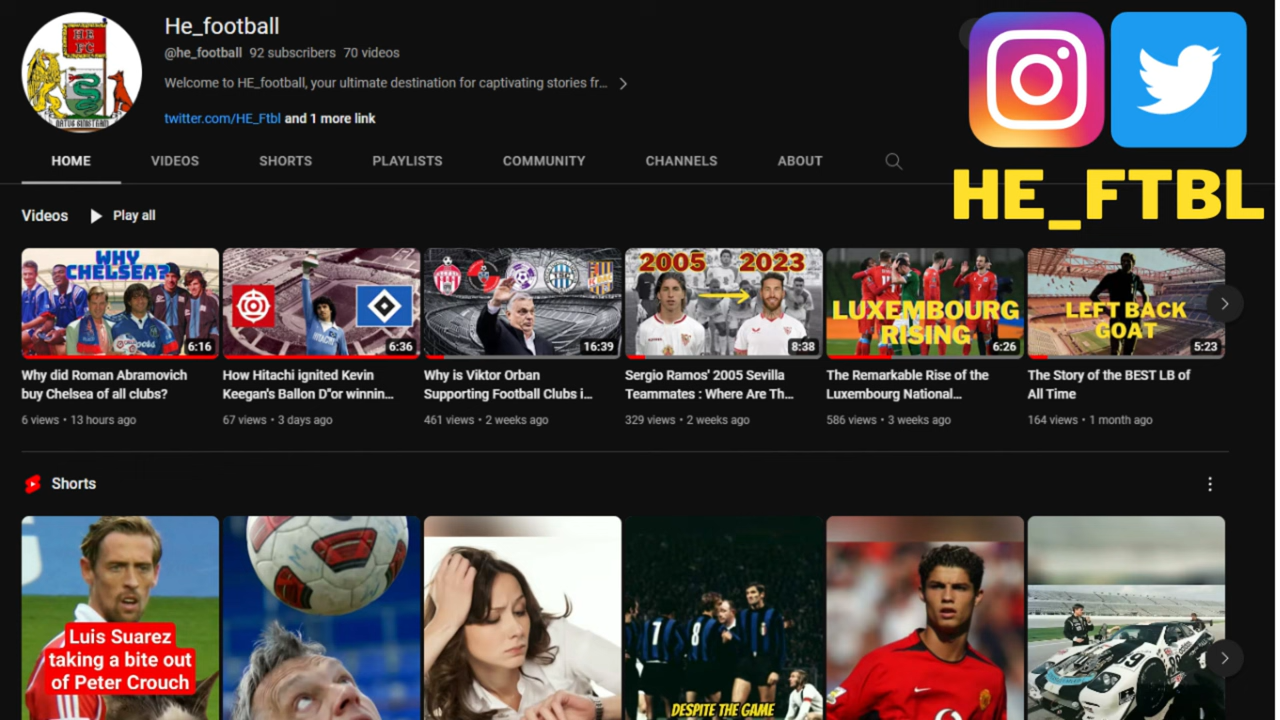 He_football
@he_football 92 subscribers 70 videos
Welcome to HE_football, your ultimate destination for captivating stories fr...
twitter.com/HE_Ftbl and 1 more link
HE_FTBL
HOME VIDEOS SHORTS PLAYLISTS COMMUNITY CHANNELS ABOUT
Videos Play all
WHY
CHELSEA?
6:16
6:36
16:39
2005 2023
8:38
LUXEMBOURG
RISING
6:26
LEFT BACK
GOAT
5:23
Why did Roman Abramovich
buy Chelsea of all clubs?
6 views • 13 hours ago
How Hitachi ignited Kevin
Keegan's Ballon D"or winnin...
67 views • 3 days ago
Why is Viktor Orban
Supporting Football Clubs i...
461 views • 2 weeks ago
Sergio Ramos' 2005 Sevilla
Teammates : Where Are Th...
329 views • 2 weeks ago
The Remarkable Rise of the
Luxembourg National...
586 views • 3 weeks ago
The Story of the BEST LB of
All Time
164 views • 1 month ago
Shorts
Luis Suarez
taking a bite out
of Peter Crouch
7 8
DESPITE THE GAME